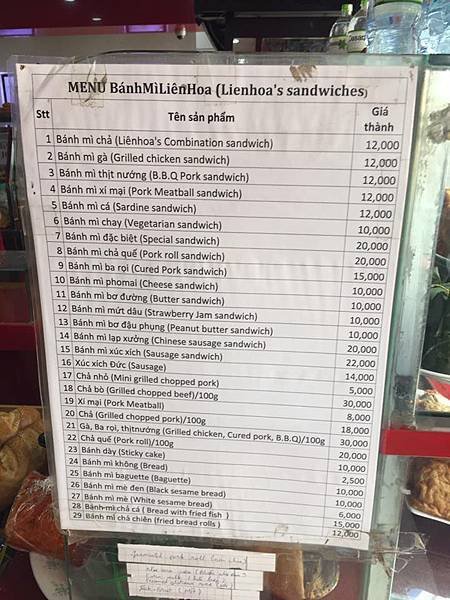 MENU BánhMìLiênHoa (Lienhoa's sandwiches)
Stt Tên sản phẩm Giá thành
1 Bánh mì chả (Liênhoa's Combination sandwich) 12,000
2 Bánh mì gà (Grilled chicken sandwich) 12,000
3 Bánh mì thịt nướng (B.B.Q Pork sandwich) 12,000
4 Bánh mì xí mại (Pork Meatball sandwich) 12,000
5 Bánh mì cá (Sardine sandwich) 12,000
6 Bánh mì chay (Vegetarian sandwich) 10,000
7 Bánh mì đặc biệt (Special sandwich) 20,000
8 Bánh mì chả quế (Pork roll sandwich) 20,000
9 Bánh mì ba rọi (Cured Pork sandwich) 15,000
10 Bánh mì phomai (Cheese sandwich) 10,000
11 Bánh mì bơ đường (Butter sandwich) 10,000
12 Bánh mì mứt dâu (Strawberry Jam sandwich) 10,000
13 Bánh mì bơ đậu phụng (Peanut butter sandwich) 10,000
14 Bánh mì lạp xưởng (Chinese sausage sandwich) 20,000
15 Bánh mì xúc xích (Sausage sandwich) 22,000
16 Xúc xích Đức (Sausage) 14,000
17 Chả nhỏ (Mini grilled chopped pork) 5,000
18 Chả bò (Grilled chopped beef)/100g 30,000
19 Xí mại (Pork Meatball) 8,000
20 Chả (Grilled chopped pork)/100g 18,000
21 Gà, Ba rọi, thịtnướng (Grilled chicken, Cured pork, B.B.Q)/100g 30,000
22 Chả quế (Pork roll)/100g 20,000
23 Bánh dày (Sticky cake) 10,000
24 Bánh mì không (Bread) 2,500
25 Bánh mì baguette (Baguette) 10,000
26 Bánh mì mè đen (Black sesame bread) 10,000
27 Bánh mì mè (White sesame bread) 6,000
28 Bánh mì chả cá ( Bread with fried fish ) 15,000
29 Bánh mì chả chiên (fried bread rolls ) 12,000